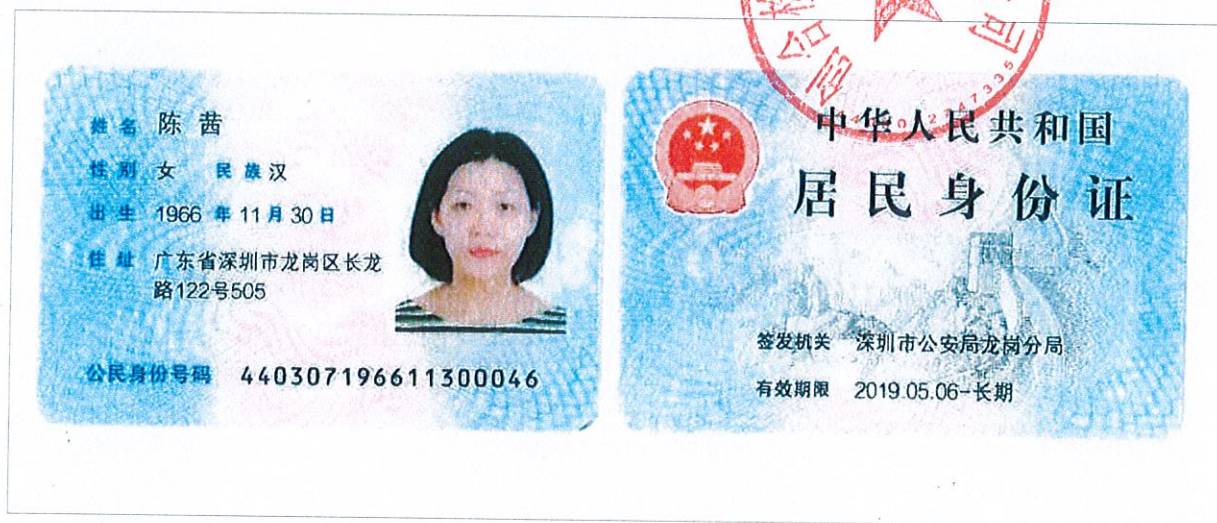 姓名 陈茜
性别 女 民族 汉
出生 1966 年 11 月 30 日
住址 广东省深圳市龙岗区长龙
路122号505
公民身份号码 440307196611300046
中华人民共和国
居民身份证
签发机关 深圳市公安局龙岗分局
有效期限 2019.05.06-长期
司